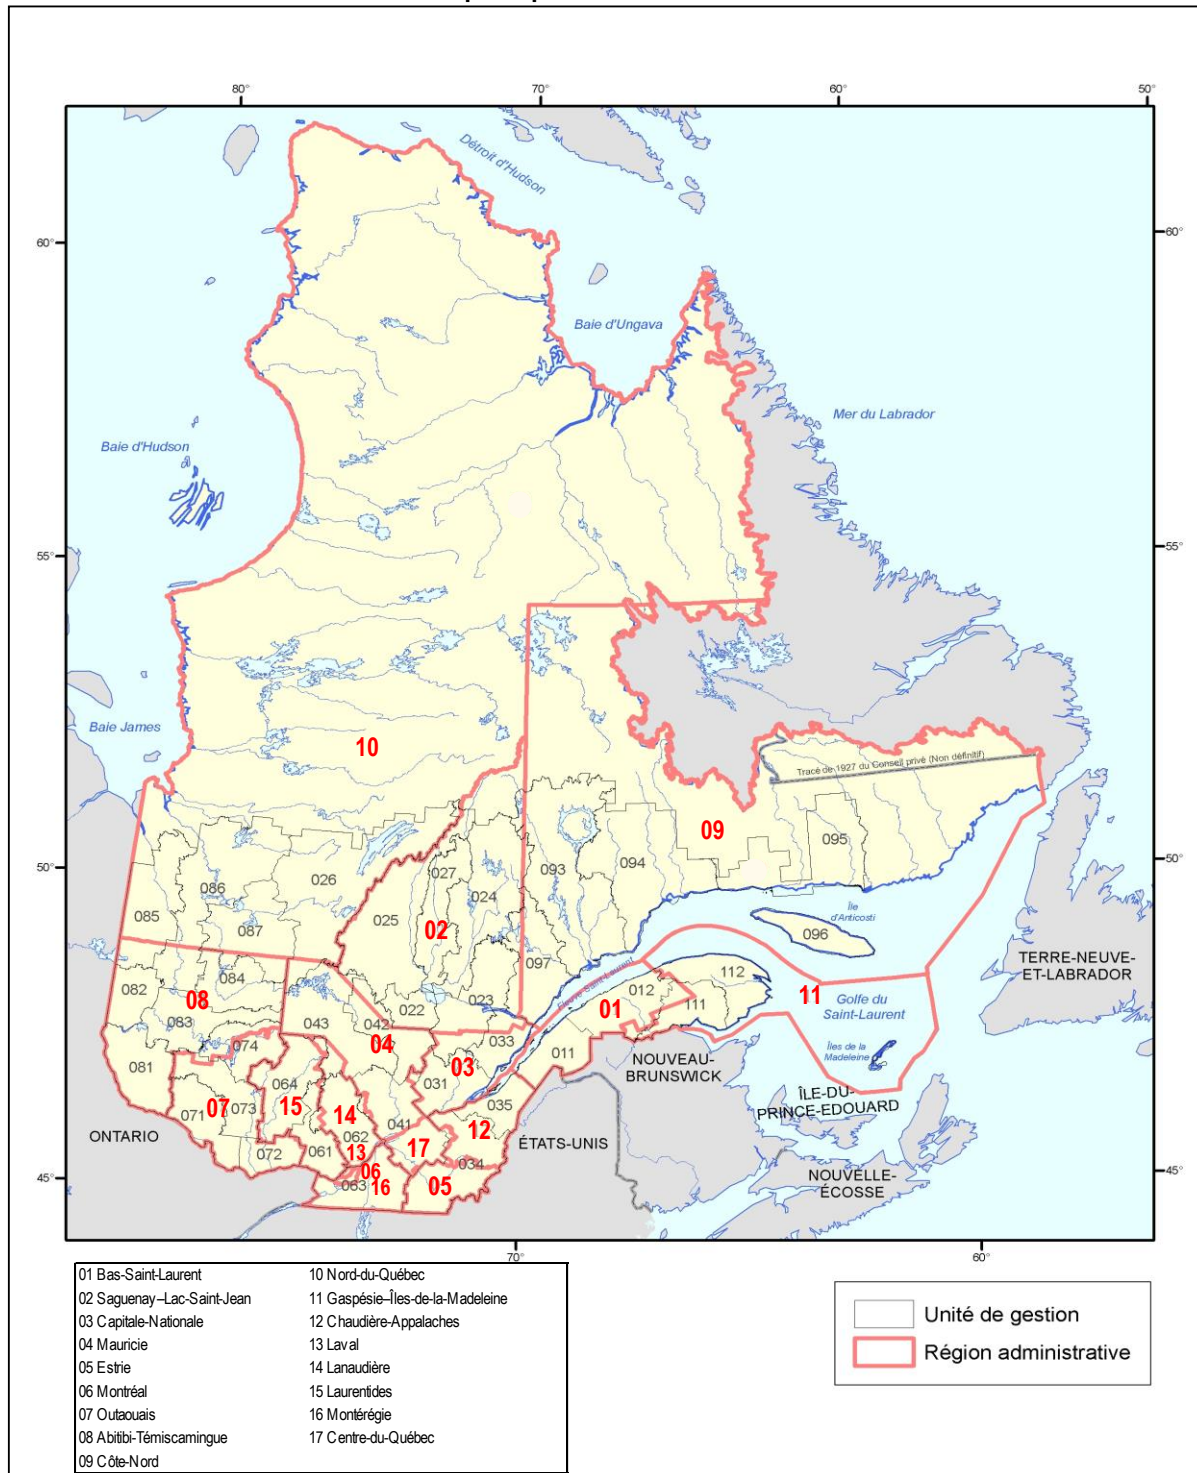 80°
70°
60°
50°
Détroit d'Hudson
60°
60°
Baie d'Ungava
Mer du Labrador
Baie d'Hudson
55°
55°
Baie James
10
Tracé de 1927 du Conseil privé (Non définitif)
09
095
50°
50°
027
094
093
026
024
086
025
085
087
02
Île
d'Anticosti
096
097
TERRE-NEUVE-
ET-LABRADOR
112
084
082
012
08
11
023
111
Golfe du
Saint-Laurent
Fleuve Saint-Laurent
01
022
043
042
083
033
04
074
011
Îles de la
Madeleine
NOUVEAU-
BRUNSWICK
081
03
064
031
ÎLE-DU-
PRINCE-EDOUARD
07
15
035
071
073
14
041
12
ONTARIO
062
ÉTATS-UNIS
17
13
061
072
034
06
NOUVELLE-
ÉCOSSE
45°
45°
063
16
05
70°
60°
01 Bas-Saint-Laurent
02 Saguenay–Lac-Saint-Jean
03 Capitale-Nationale
04 Mauricie
05 Estrie
06 Montréal
07 Outaouais
08 Abitibi-Témiscamingue
09 Côte-Nord
10 Nord-du-Québec
11 Gaspésie–Îles-de-la-Madeleine
12 Chaudière-Appalaches
13 Laval
14 Lanaudière
15 Laurentides
16 Montérégie
17 Centre-du-Québec
Unité de gestion
Région administrative